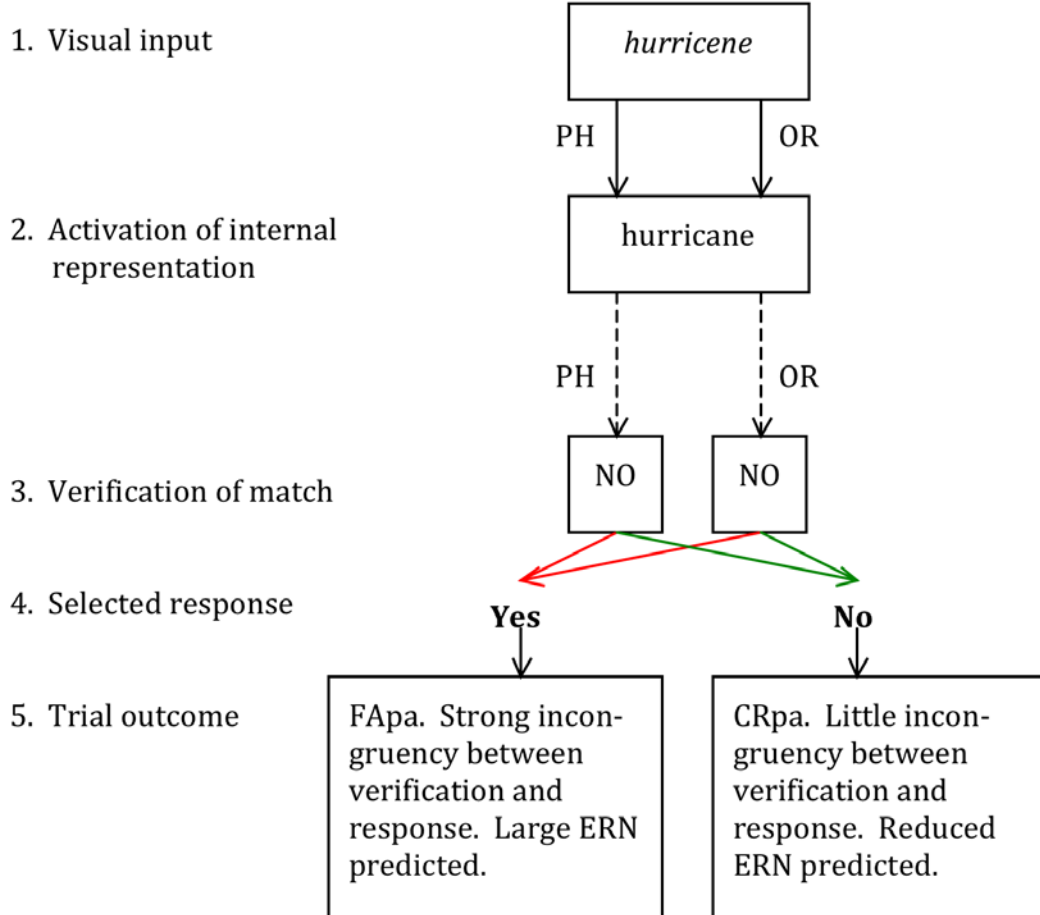 1. Visual input
hurricene
PH
OR
2. Activation of internal
representation
hurricane
PH
OR
3. Verification of match
NO
NO
4. Selected response
Yes
No
5. Trial outcome
FApa. Strong incon-
gruency between
verification and
response. Large ERN
predicted.
CRpa. Little incon-
gruency between
verification and
response. Reduced
ERN predicted.